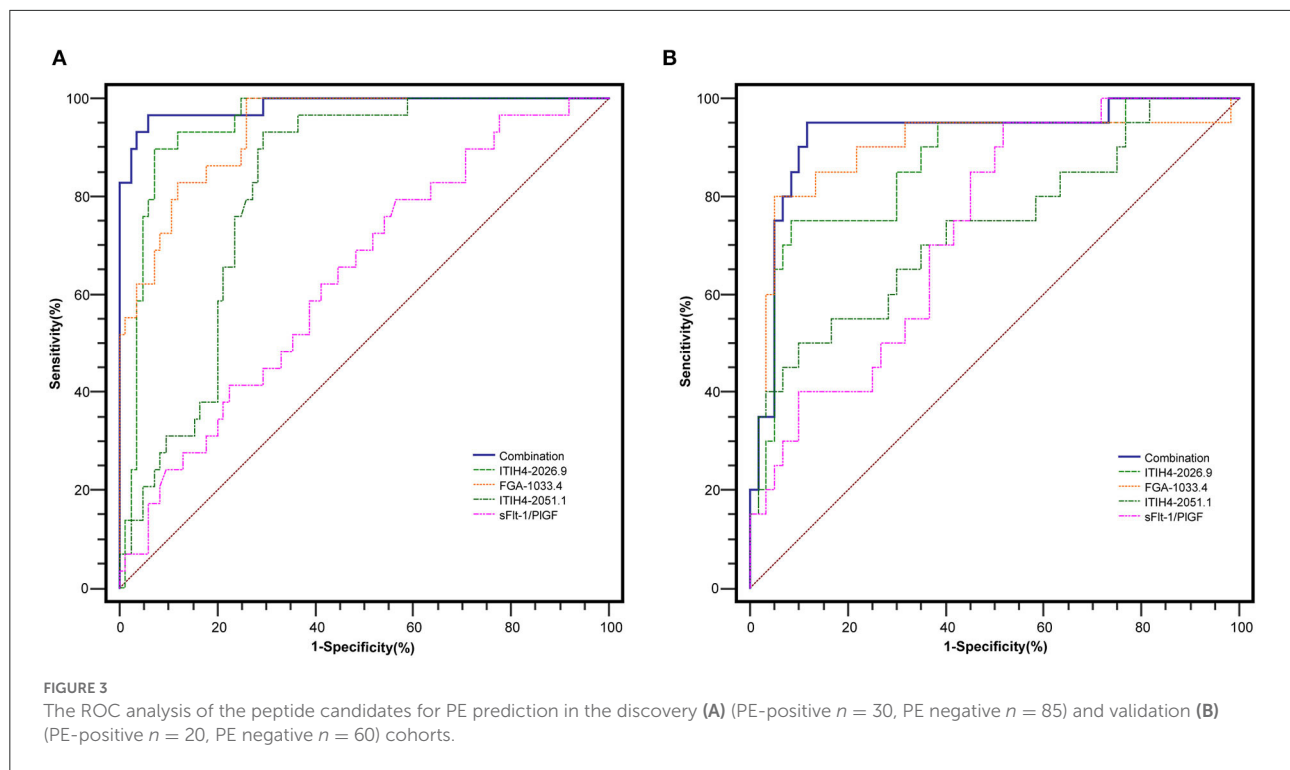 A
100
80
60
40
20
0
Sensitivity(%)
0 20 40 60 80 100
1-Specificity(%)
Combination
ITIH4-2026.9
FGA-1033.4
ITIH4-2051.1
sFlt-1/PlGF
B
100
80
60
40
20
0
Sencitivity(%)
0 20 40 60 80 100
1-Specificity(%)
Combination
ITIH4-2026.9
FGA-1033.4
ITIH4-2051.1
sFlt-1/PlGF
FIGURE 3
The ROC analysis of the peptide candidates for PE prediction in the discovery (A) (PE-positive n = 30, PE negative n = 85) and validation (B)
(PE-positive n = 20, PE negative n = 60) cohorts.